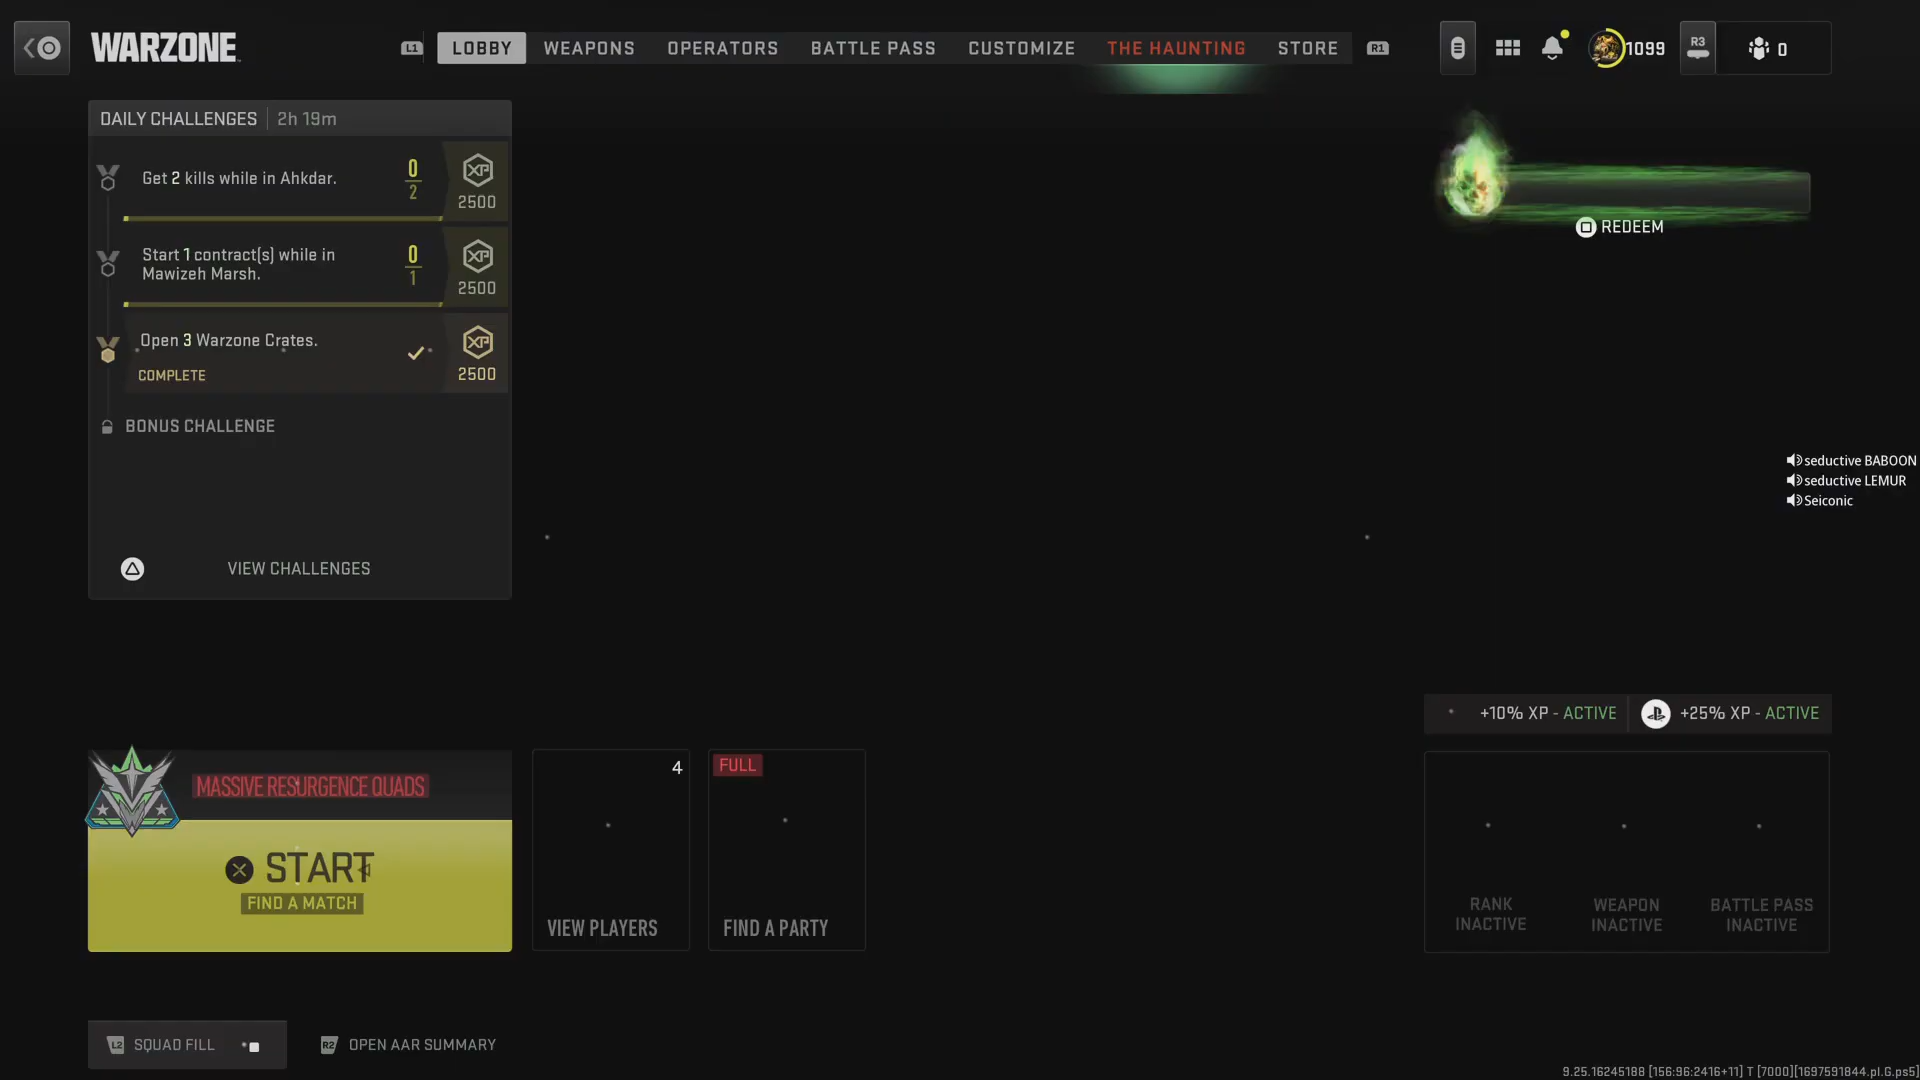 WARZONE
L1 LOBBY WEAPONS OPERATORS BATTLE PASS CUSTOMIZE THE HAUNTING STORE R1
1099 R3 0
DAILY CHALLENGES 2h 19m
Get 2 kills while in Ahkdar.
0
2
XP
2500
Start 1 contract(s) while in
Mawizeh Marsh.
0
1
XP
2500
Open 3 Warzone Crates.
COMPLETE
XP
2500
BONUS CHALLENGE
VIEW CHALLENGES
REDEEM
seductive BABOON
seductive LEMUR
Seiconic
+10% XP - ACTIVE
+25% XP - ACTIVE
MASSIVE RESURGENCE QUADS
START
FIND A MATCH
4
VIEW PLAYERS
FULL
FIND A PARTY
RANK
INACTIVE
WEAPON
INACTIVE
BATTLE PASS
INACTIVE
L2 SQUAD FILL
R2 OPEN AAR SUMMARY
9.25.16245188 [156:96:2416+11] T [7000][1697591844.pl.G.ps5]